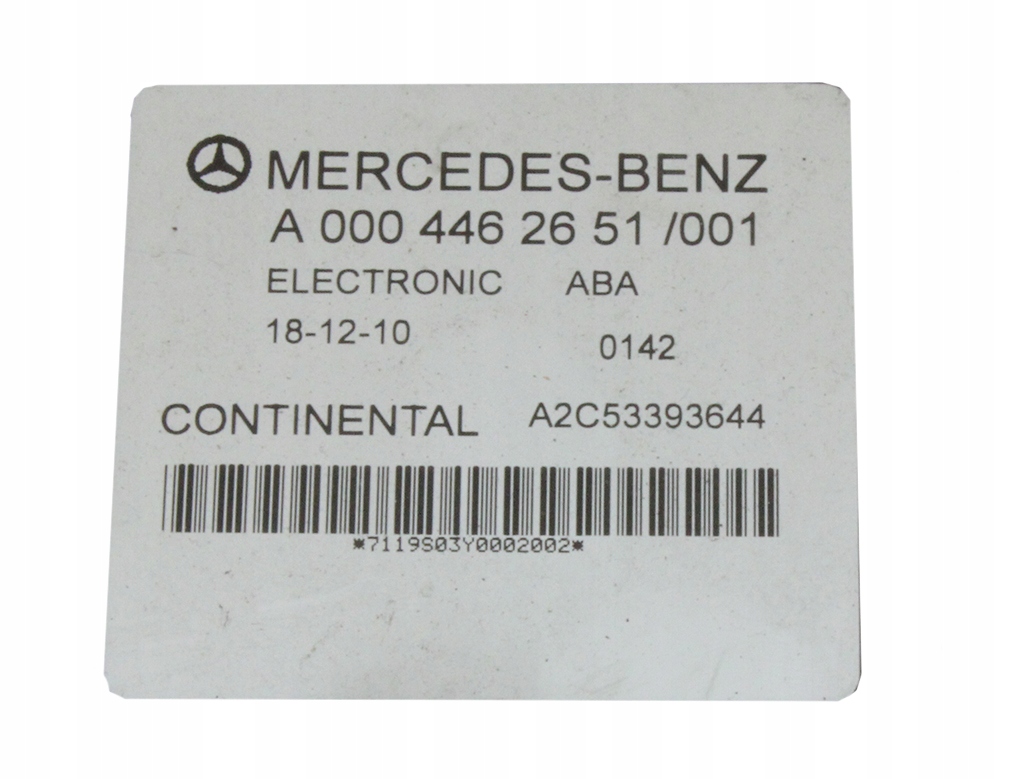 MERCEDES-BENZ
A 000 446 26 51 /001
ELECTRONIC ABA
18-12-10 0142
CONTINENTAL A2C53393644
*7119S03Y0002002*